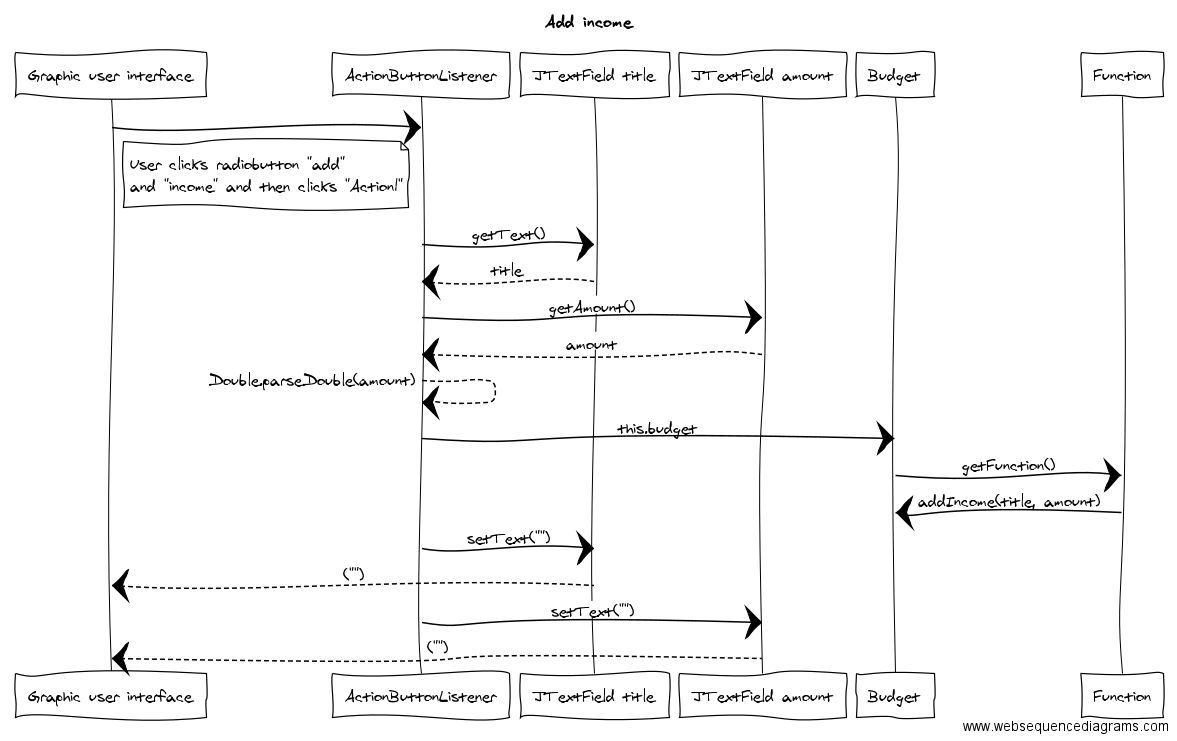 Add income
Graphic user interface
ActionButtonListener
JTextField title
JTextField amount
Budget
Function
User clicks radiobutton "add"
and "income" and then clicks "Action!"
getText()
title
getAmount()
amount
Double.parseDouble(amount)
this.budget
getFunction()
addIncome(title, amount)
setText("")
("")
setText("")
("")
Graphic user interface
ActionButtonListener
JTextField title
JTextField amount
Budget
Function
www.websequencediagrams.com